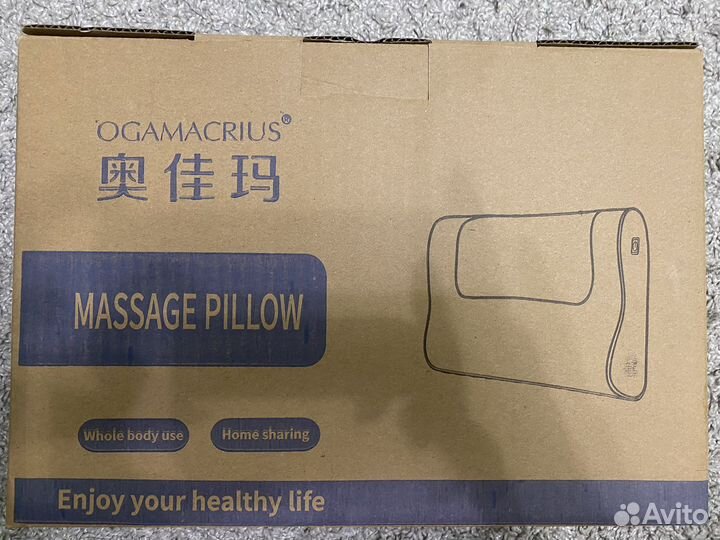 OGAMACRIUS®
奥佳玛
MASSAGE PILLOW
Whole body use
Home sharing
Enjoy your healthy life
Avito